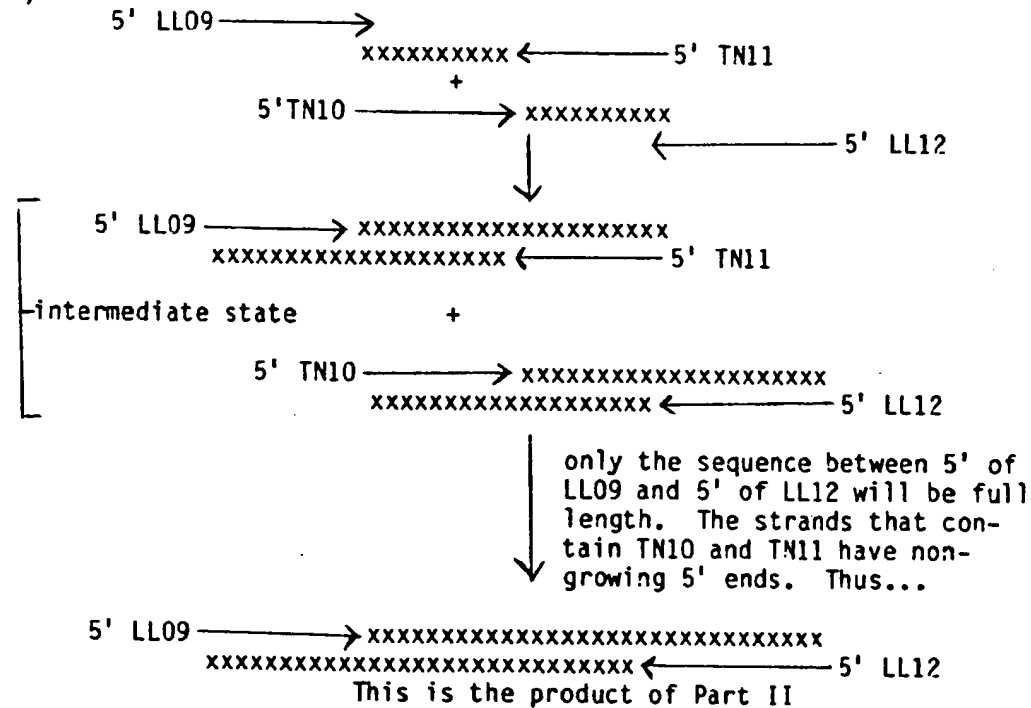 5' LL09
xxxxxxxxxx 5' TN11
+
5'TN10 xxxxxxxxxx
5' LL12
5' LL09 xxxxxxxxxxxxxxxxxxxxx
xxxxxxxxxxxxxxxxxxxx 5' TN11
intermediate state +
5' TN10 xxxxxxxxxxxxxxxxxxxxx
xxxxxxxxxxxxxxxxxxx 5' LL12
only the sequence between 5' of
LL09 and 5' of LL12 will be full
length. The strands that con-
tain TN10 and TN11 have non-
growing 5' ends. Thus...
5' LL09 xxxxxxxxxxxxxxxxxxxxxxxxxxxxxxx
xxxxxxxxxxxxxxxxxxxxxxxxxxxxx 5' LL12
This is the product of Part II